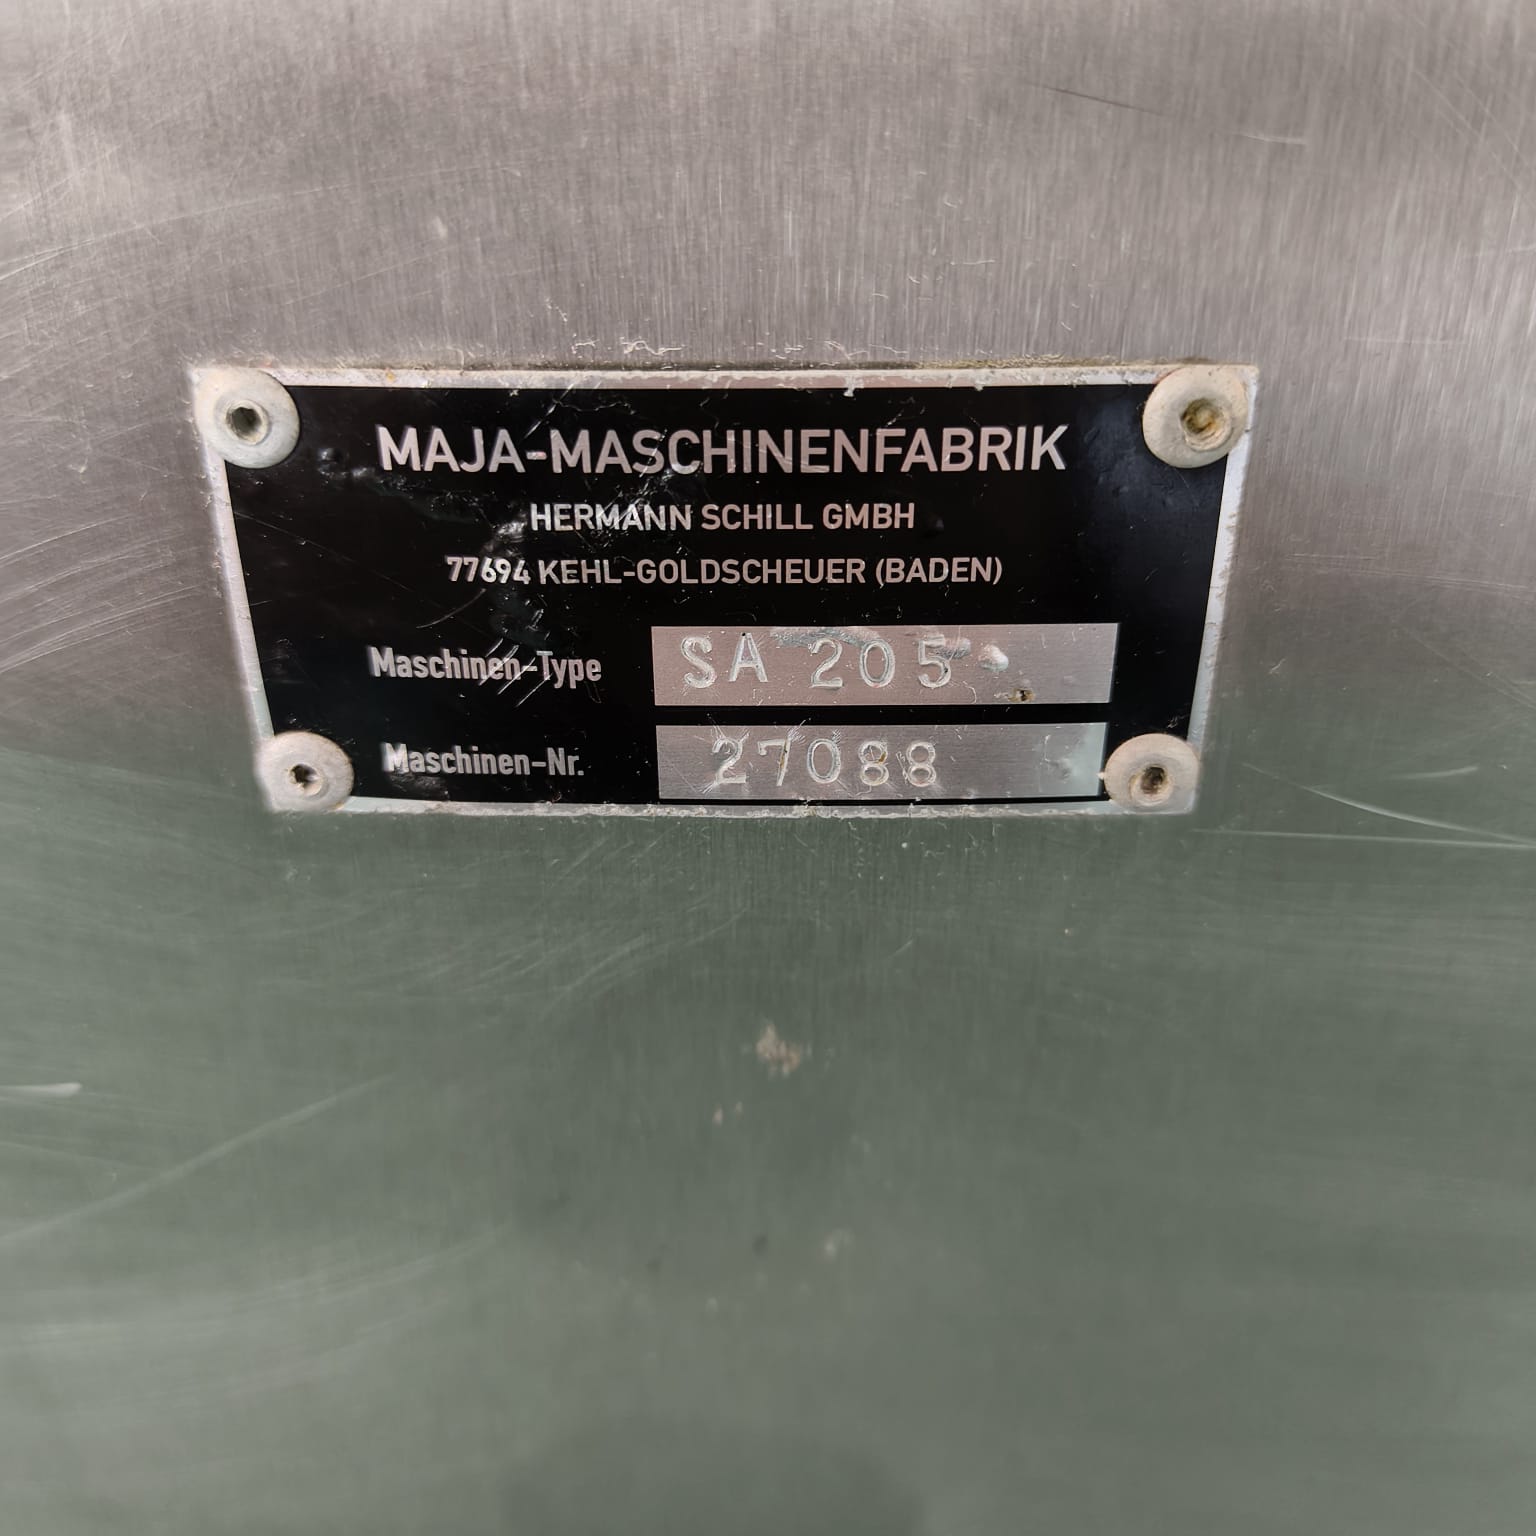 MAJA-MASCHINENFABRIK
HERMANN SCHILL GMBH
77694 KEHL-GOLDSCHEUER (BADEN)
Maschinen-Type SA 205
Maschinen-Nr. 27088